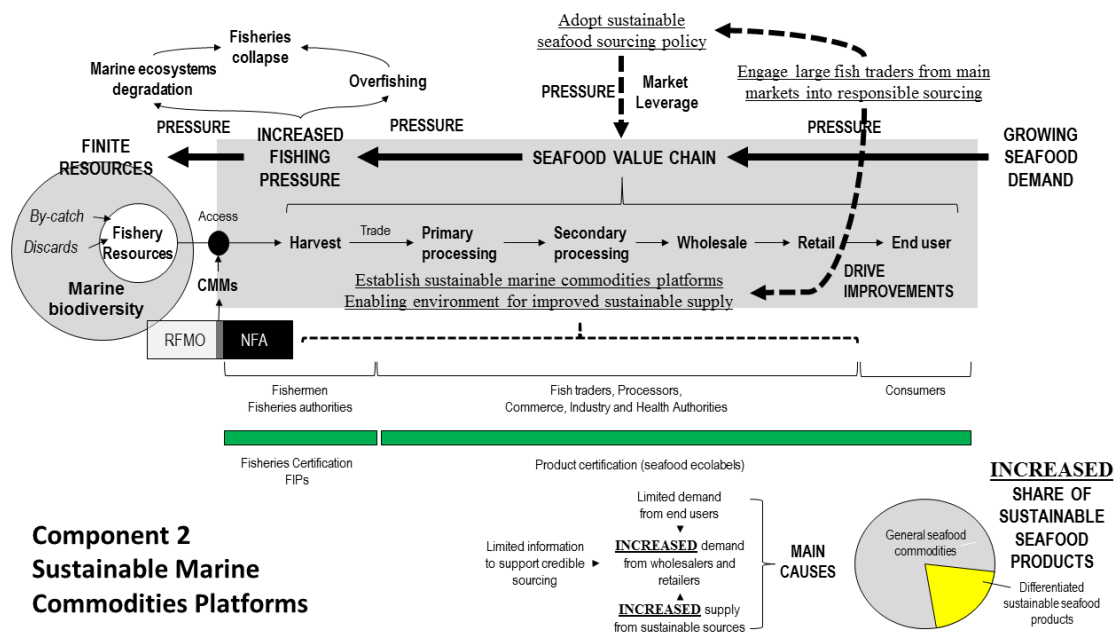 Adopt sustainable
seafood sourcing policy
Fisheries
collapse
Marine ecosystems
degradation
Overfishing
PRESSURE
Market
Leverage
Engage large fish traders from main
markets into responsible sourcing
PRESSURE
PRESSURE
PRESSURE
FINITE
RESOURCES
INCREASED
FISHING
PRESSURE
SEAFOOD VALUE CHAIN
GROWING
SEAFOOD
DEMAND
By-catch
Discards
Fishery
Resources
Marine
biodiversity
Access
CMMs
Harvest
Trade
Primary
processing
Secondary
processing
Wholesale
Retail
End user
Establish sustainable marine commodities platforms
Enabling environment for improved sustainable supply
DRIVE
IMPROVEMENTS
RFMO
NFA
Fishermen
Fisheries authorities
Fish traders, Processors,
Commerce, Industry and Health Authorities
Consumers
Fisheries Certification
FIPs
Product certification (seafood ecolabels)
Component 2
Sustainable Marine
Commodities Platforms
Limited information
to support credible
sourcing
Limited demand
from end users
INCREASED demand
from wholesalers and
retailers
INCREASED supply
from sustainable sources
MAIN
CAUSES
General seafood
commodities
INCREASED
SHARE OF
SUSTAINABLE
SEAFOOD
PRODUCTS
Differentiated
sustainable seafood
products